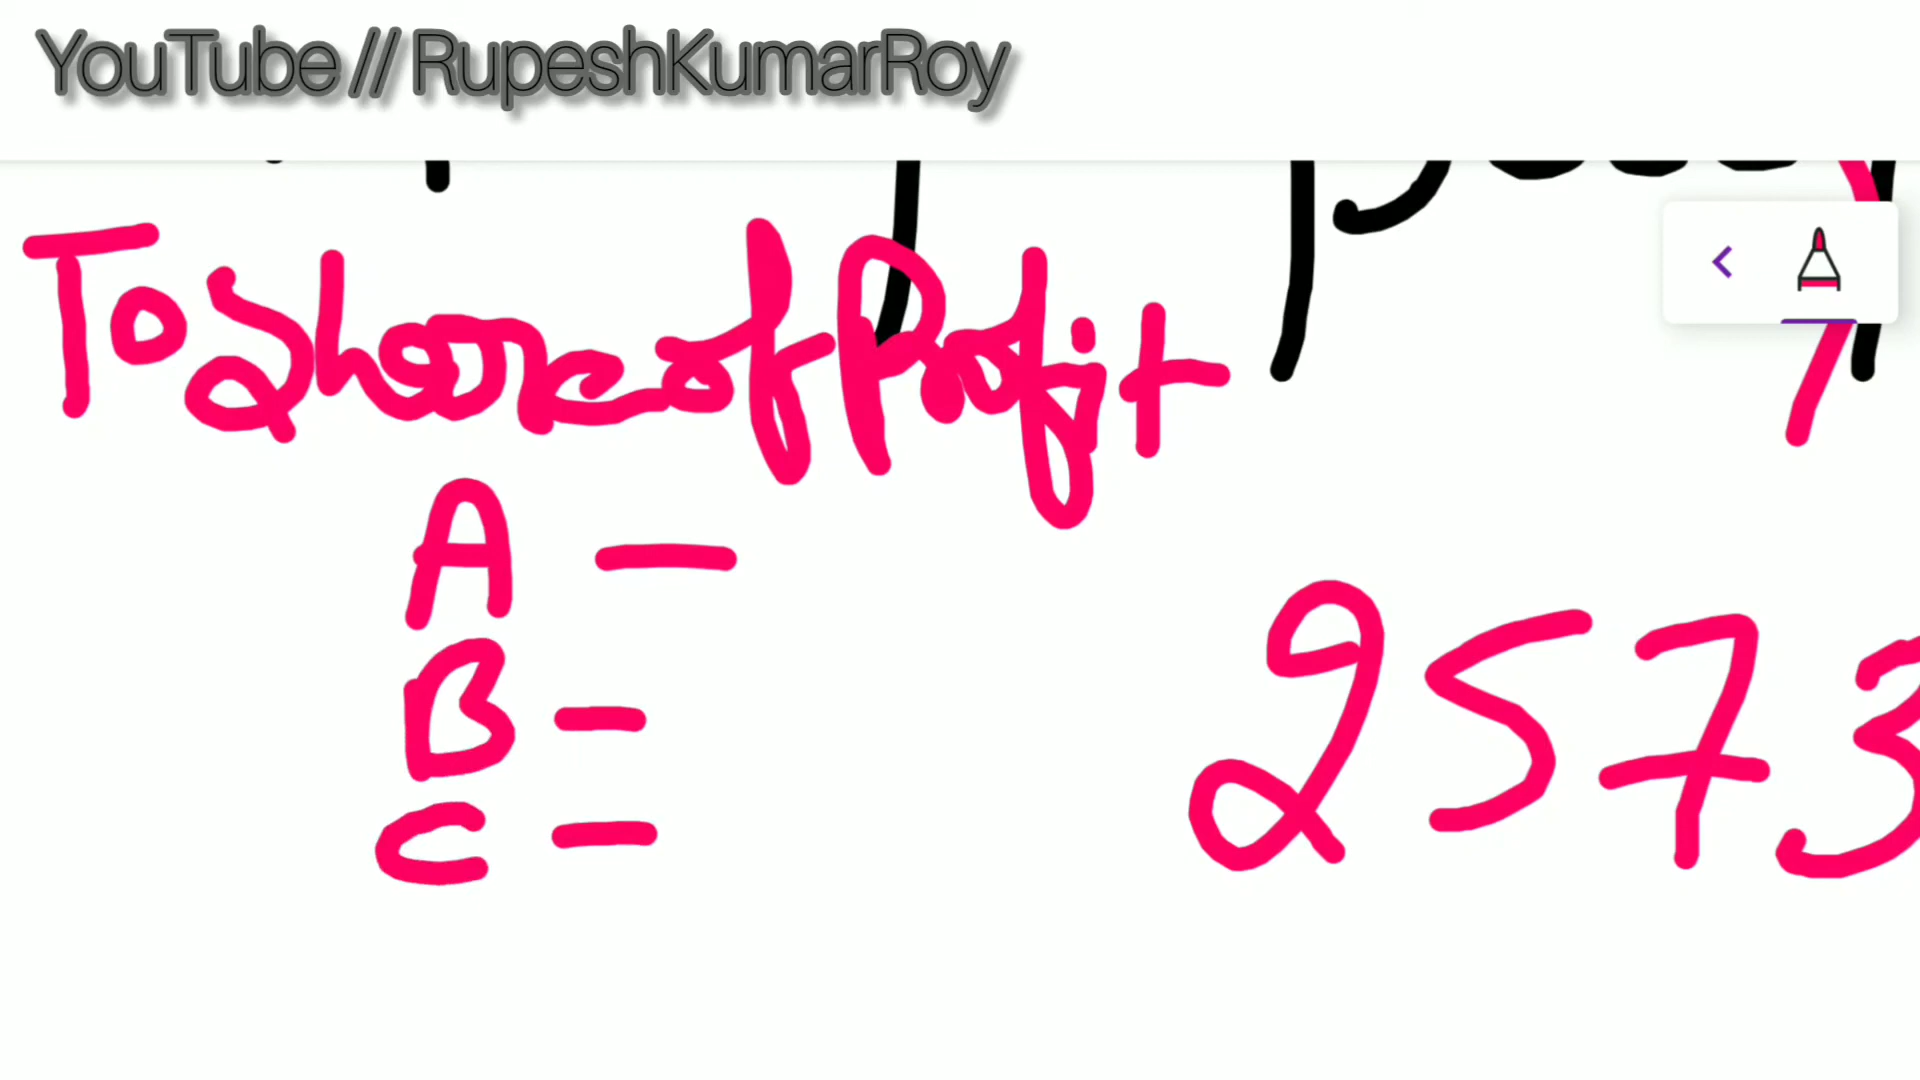 YouTube // RupeshKumarRoy
To Share of Profit
A —
B —
C —
2573